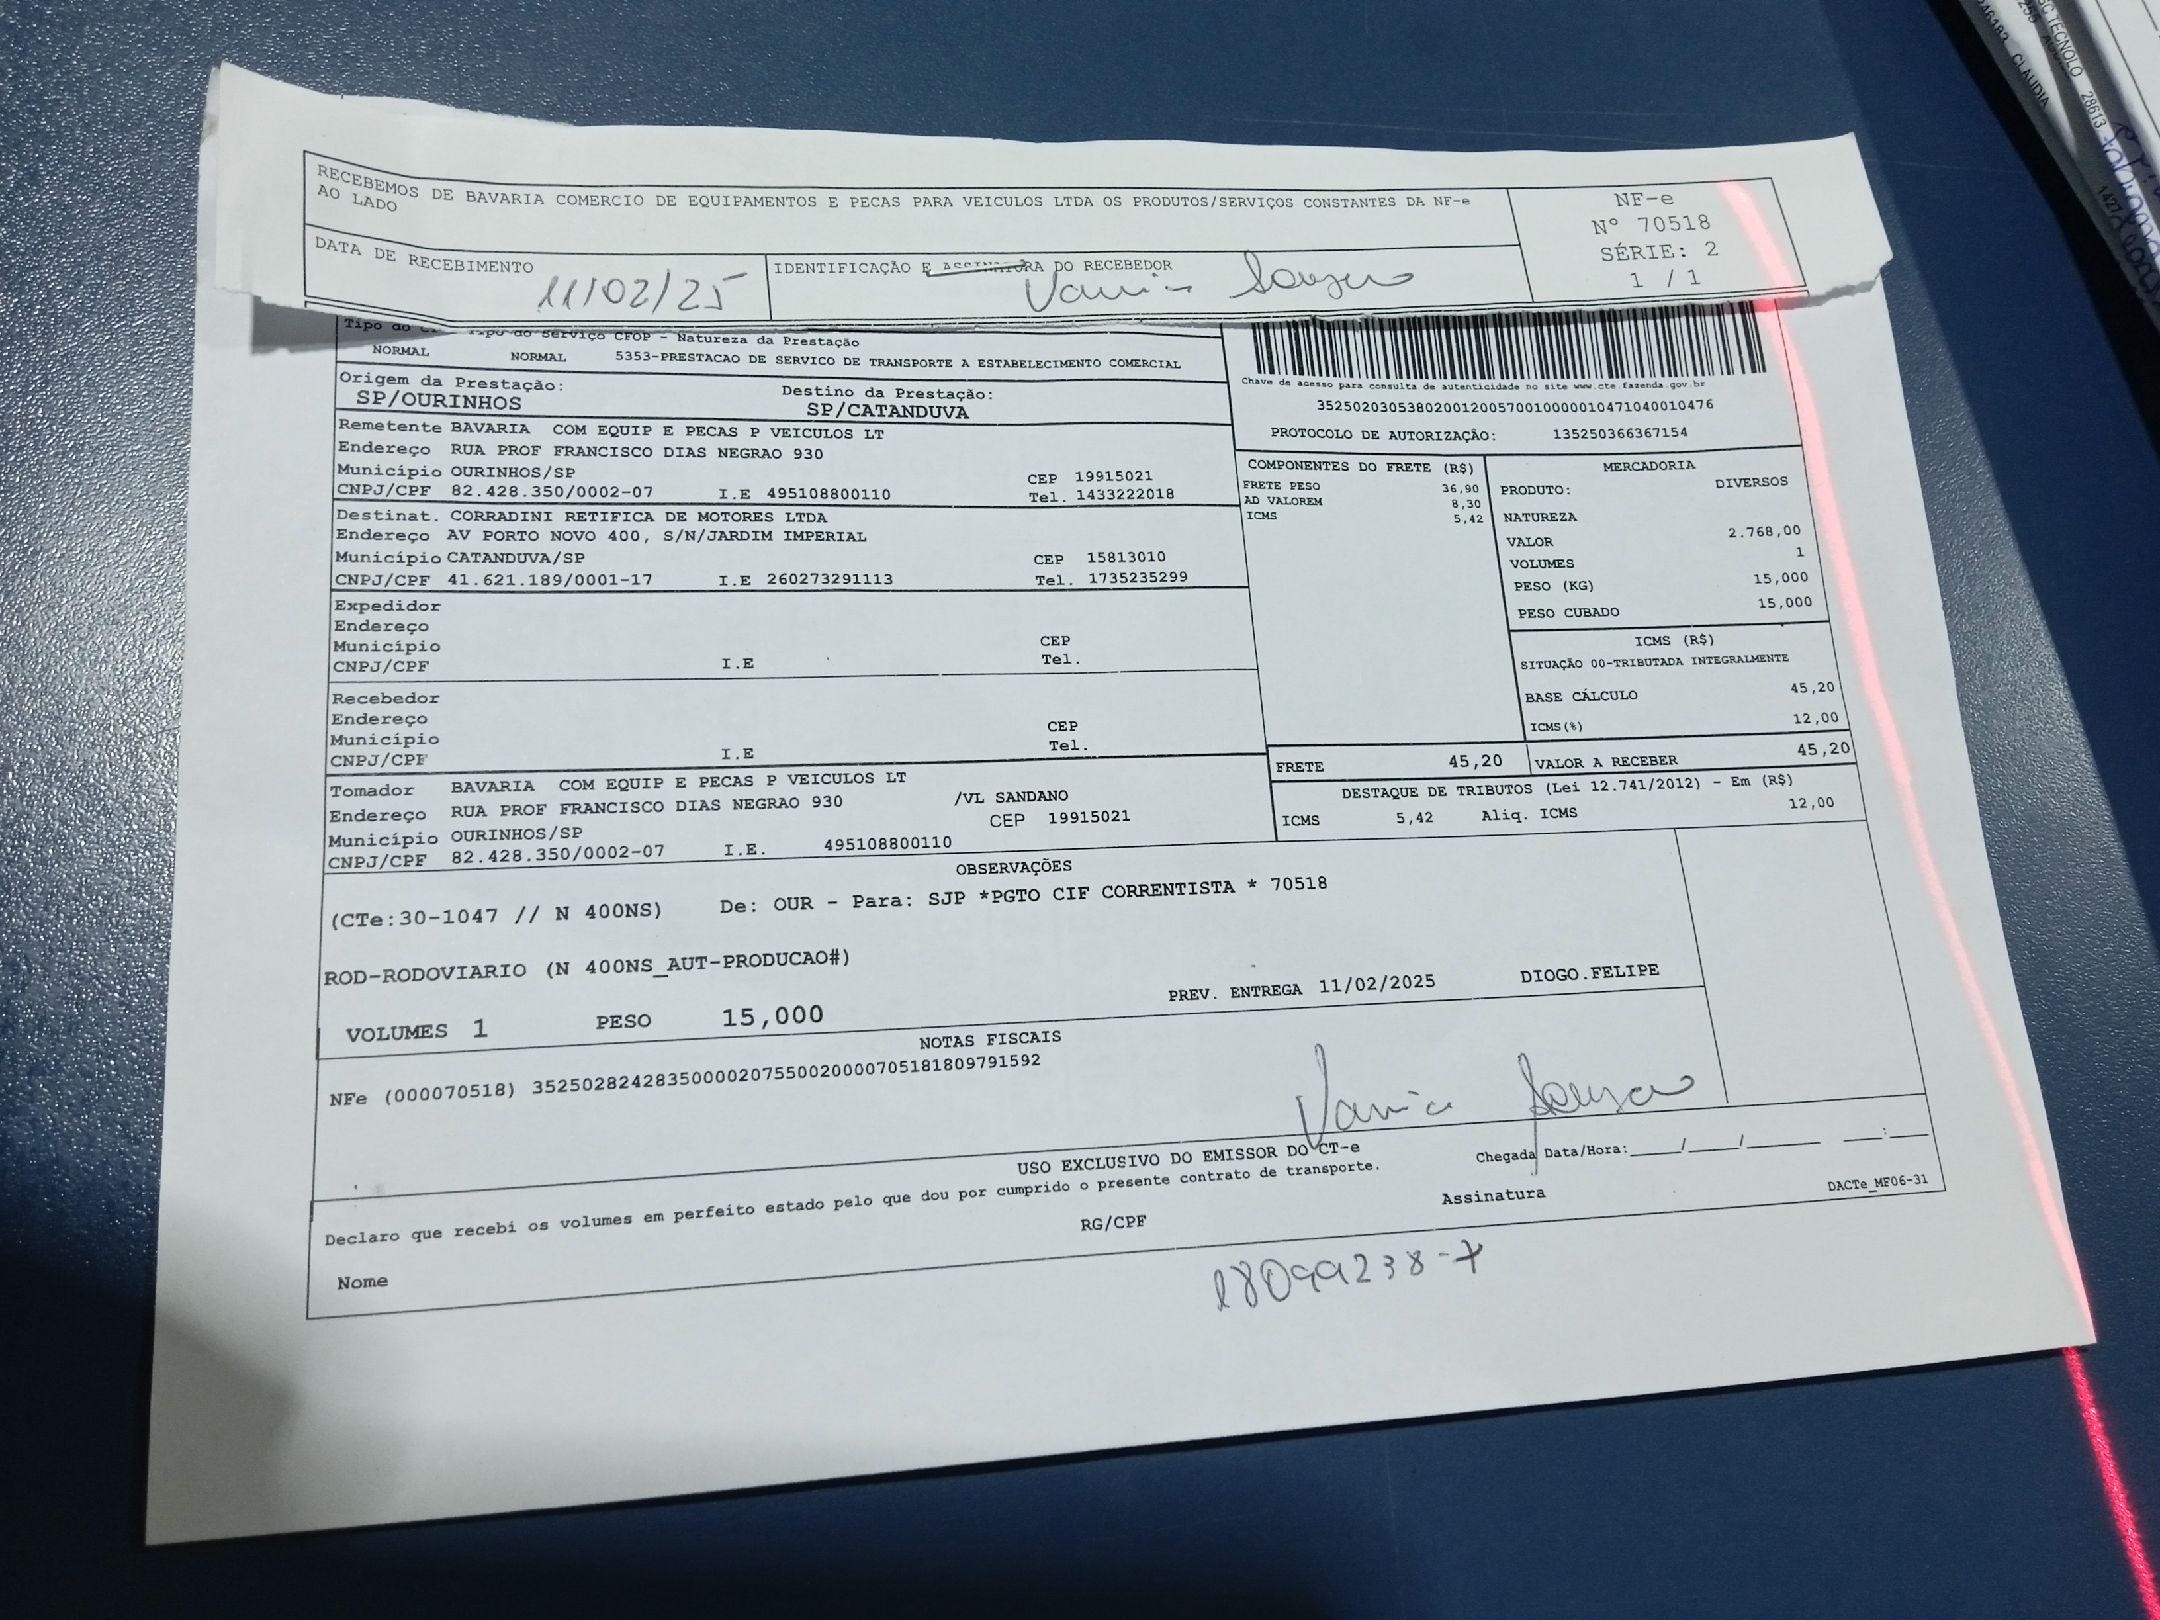 RECEBEMOS DE BAVARIA COMERCIO DE EQUIPAMENTOS E PECAS PARA VEICULOS LTDA OS PRODUTOS/SERVIÇOS CONSTANTES DA NF-e
AO LADO
NF-e
Nº 70518
SÉRIE: 2
1 / 1
DATA DE RECEBIMENTO
11/02/25
IDENTIFICAÇÃO E ASSINATURA DO RECEBEDOR
Vania Souza
Tipo do Tipo do Serviço CFOP - Natureza da Prestação
NORMAL NORMAL 5353-PRESTACAO DE SERVICO DE TRANSPORTE A ESTABELECIMENTO COMERCIAL
Origem da Prestação: Destino da Prestação:
SP/OURINHOS SP/CATANDUVA
Chave de acesso para consulta de autenticidade no site www.cte.fazenda.gov.br
35250203053802001200570010000010471040010476
PROTOCOLO DE AUTORIZAÇÃO: 135250366367154
Remetente BAVARIA COM EQUIP E PECAS P VEICULOS LT
Endereço RUA PROF FRANCISCO DIAS NEGRAO 930
Município OURINHOS/SP CEP 19915021
CNPJ/CPF 82.428.350/0002-07 I.E 495108800110 Tel. 1433222018
Destinat. CORRADINI RETIFICA DE MOTORES LTDA
Endereço AV PORTO NOVO 400, S/N/JARDIM IMPERIAL
Município CATANDUVA/SP CEP 15813010
CNPJ/CPF 41.621.189/0001-17 I.E 260273291113 Tel. 1735235299
Expedidor
Endereço
Município CEP
CNPJ/CPF I.E Tel.
Recebedor
Endereço
Município CEP
CNPJ/CPF I.E Tel.
Tomador BAVARIA COM EQUIP E PECAS P VEICULOS LT
Endereço RUA PROF FRANCISCO DIAS NEGRAO 930 /VL SANDANO
Município OURINHOS/SP CEP 19915021
CNPJ/CPF 82.428.350/0002-07 I.E. 495108800110
COMPONENTES DO FRETE (R$)
FRETE PESO 36,90
AD VALOREM 8,30
ICMS 5,42
MERCADORIA
PRODUTO: DIVERSOS
NATUREZA
VALOR 2.768,00
VOLUMES 1
PESO (KG) 15,000
PESO CUBADO 15,000
ICMS (R$)
SITUAÇÃO 00-TRIBUTADA INTEGRALMENTE
BASE CÁLCULO 45,20
ICMS(%) 12,00
FRETE 45,20 VALOR A RECEBER 45,20
DESTAQUE DE TRIBUTOS (Lei 12.741/2012) - Em (R$)
ICMS 5,42 Aliq. ICMS 12,00
OBSERVAÇÕES
(CTe:30-1047 // N 400NS) De: OUR - Para: SJP *PGTO CIF CORRENTISTA * 70518
ROD-RODOVIARIO (N 400NS_AUT-PRODUCAO#)
PREV. ENTREGA 11/02/2025 DIOGO.FELIPE
VOLUMES 1 PESO 15,000
NOTAS FISCAIS
NFe (000070518) 35250282428350000207550020000705181809791592
Vania Souza
USO EXCLUSIVO DO EMISSOR DO CT-e
Chegada Data/Hora:____/____/______ ___:___
Declaro que recebi os volumes em perfeito estado pelo que dou por cumprido o presente contrato de transporte.
Nome RG/CPF Assinatura DACTe_MF06-31
18099238-7
SC TECNOLO 28613
CLAUDIA